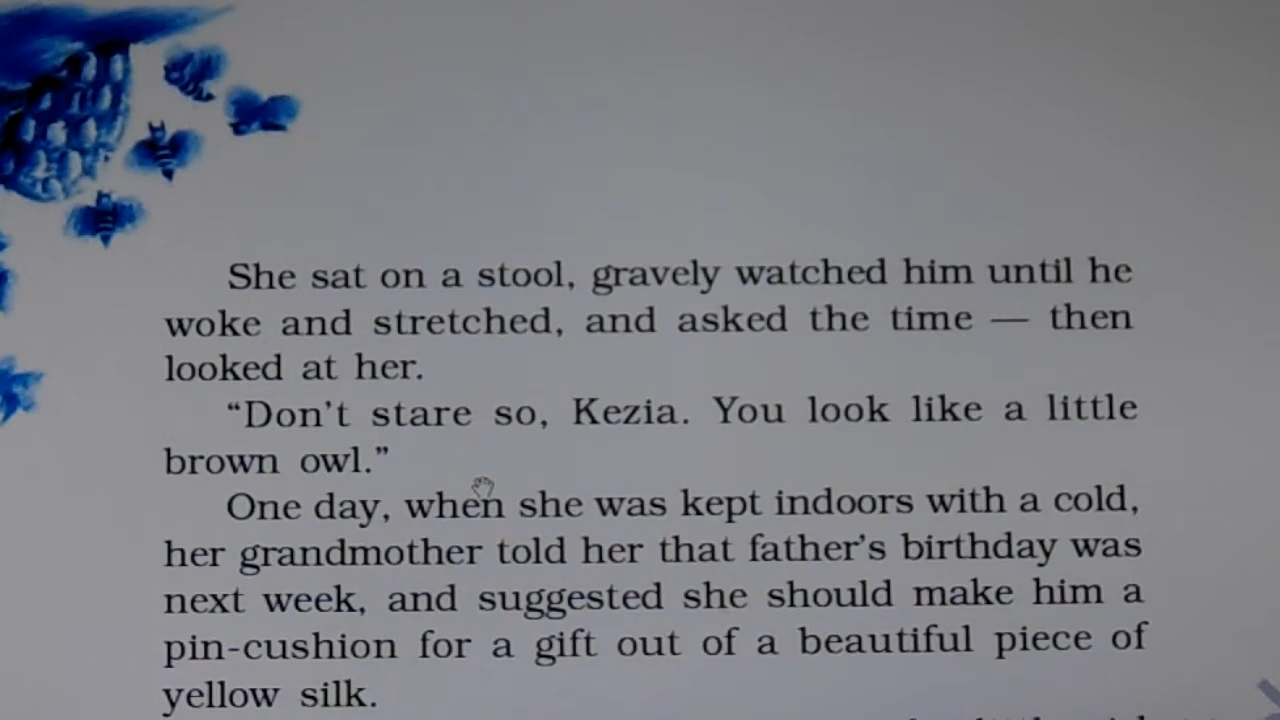 She sat on a stool, gravely watched him until he
woke and stretched, and asked the time — then
looked at her.
“Don't stare so, Kezia. You look like a little
brown owl.”
One day, when she was kept indoors with a cold,
her grandmother told her that father's birthday was
next week, and suggested she should make him a
pin-cushion for a gift out of a beautiful piece of
yellow silk.